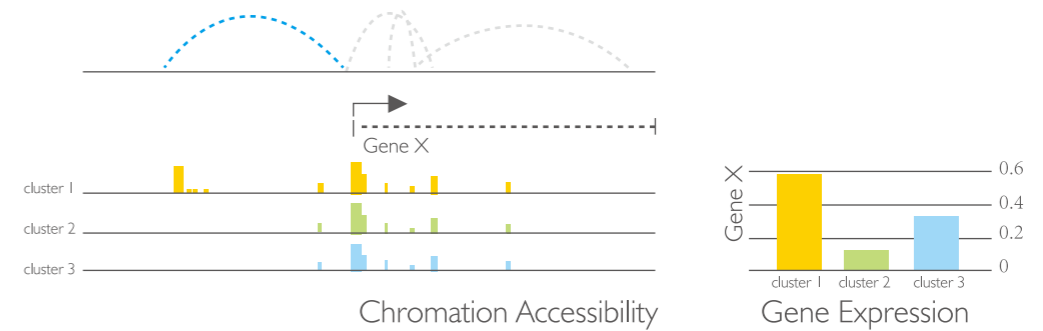 Gene X
cluster 1
cluster 2
cluster 3
Chromation Accessibility
Gene X
0.6
0.4
0.2
0
cluster 1
cluster 2
cluster 3
Gene Expression